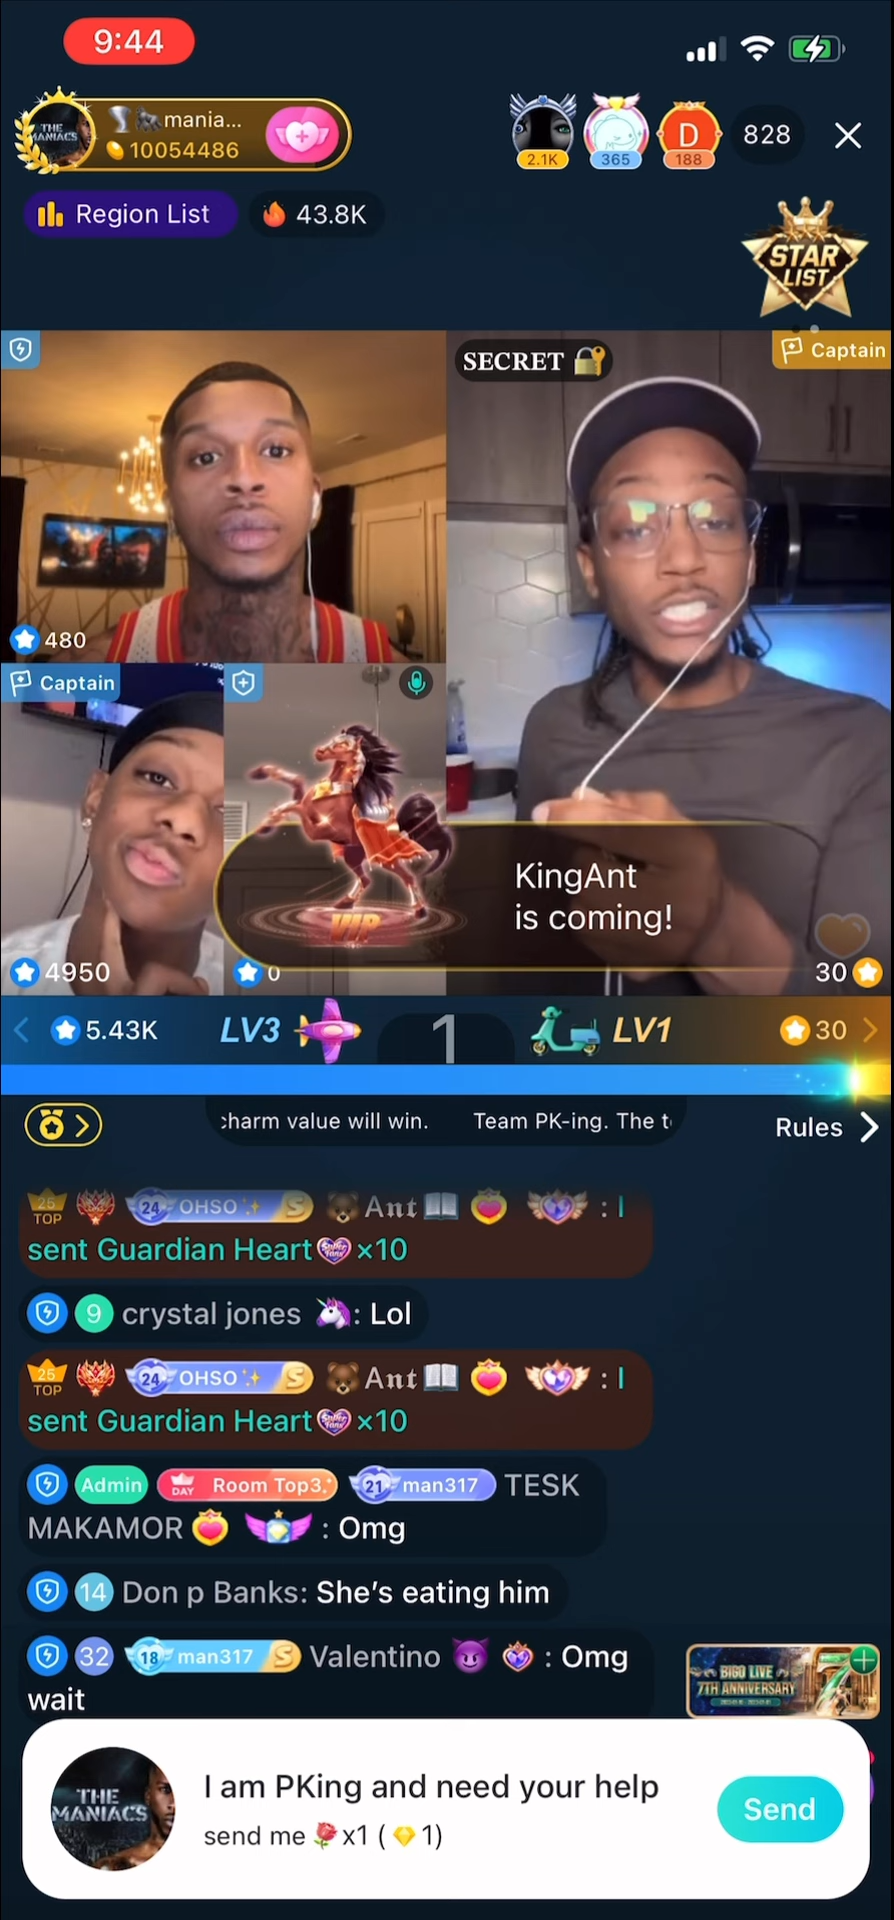 9:44
THE
MANIACS
mania...
10054486
2.1K
365
D
188
828
Region List
43.8K
STAR
LIST
SECRET
Captain
480
Captain
KingAnt
is coming!
VIP
4950
0
30
5.43K
LV3
1
LV1
30
charm value will win. Team PK-ing. The t
Rules
25
TOP
24
OHSO
S
Ant
: I
sent Guardian Heart x10
9 crystal jones : Lol
25
TOP
24
OHSO
S
Ant
: I
sent Guardian Heart x10
Admin
DAY
Room Top3
21
man317
TESK
MAKAMOR : Omg
14 Don p Banks: She's eating him
32
18
man317
S
Valentino : Omg
wait
BIGO LIVE
7TH ANNIVERSARY
7
THE
MANIACS
I am PKing and need your help
send me x1 ( 1)
Send